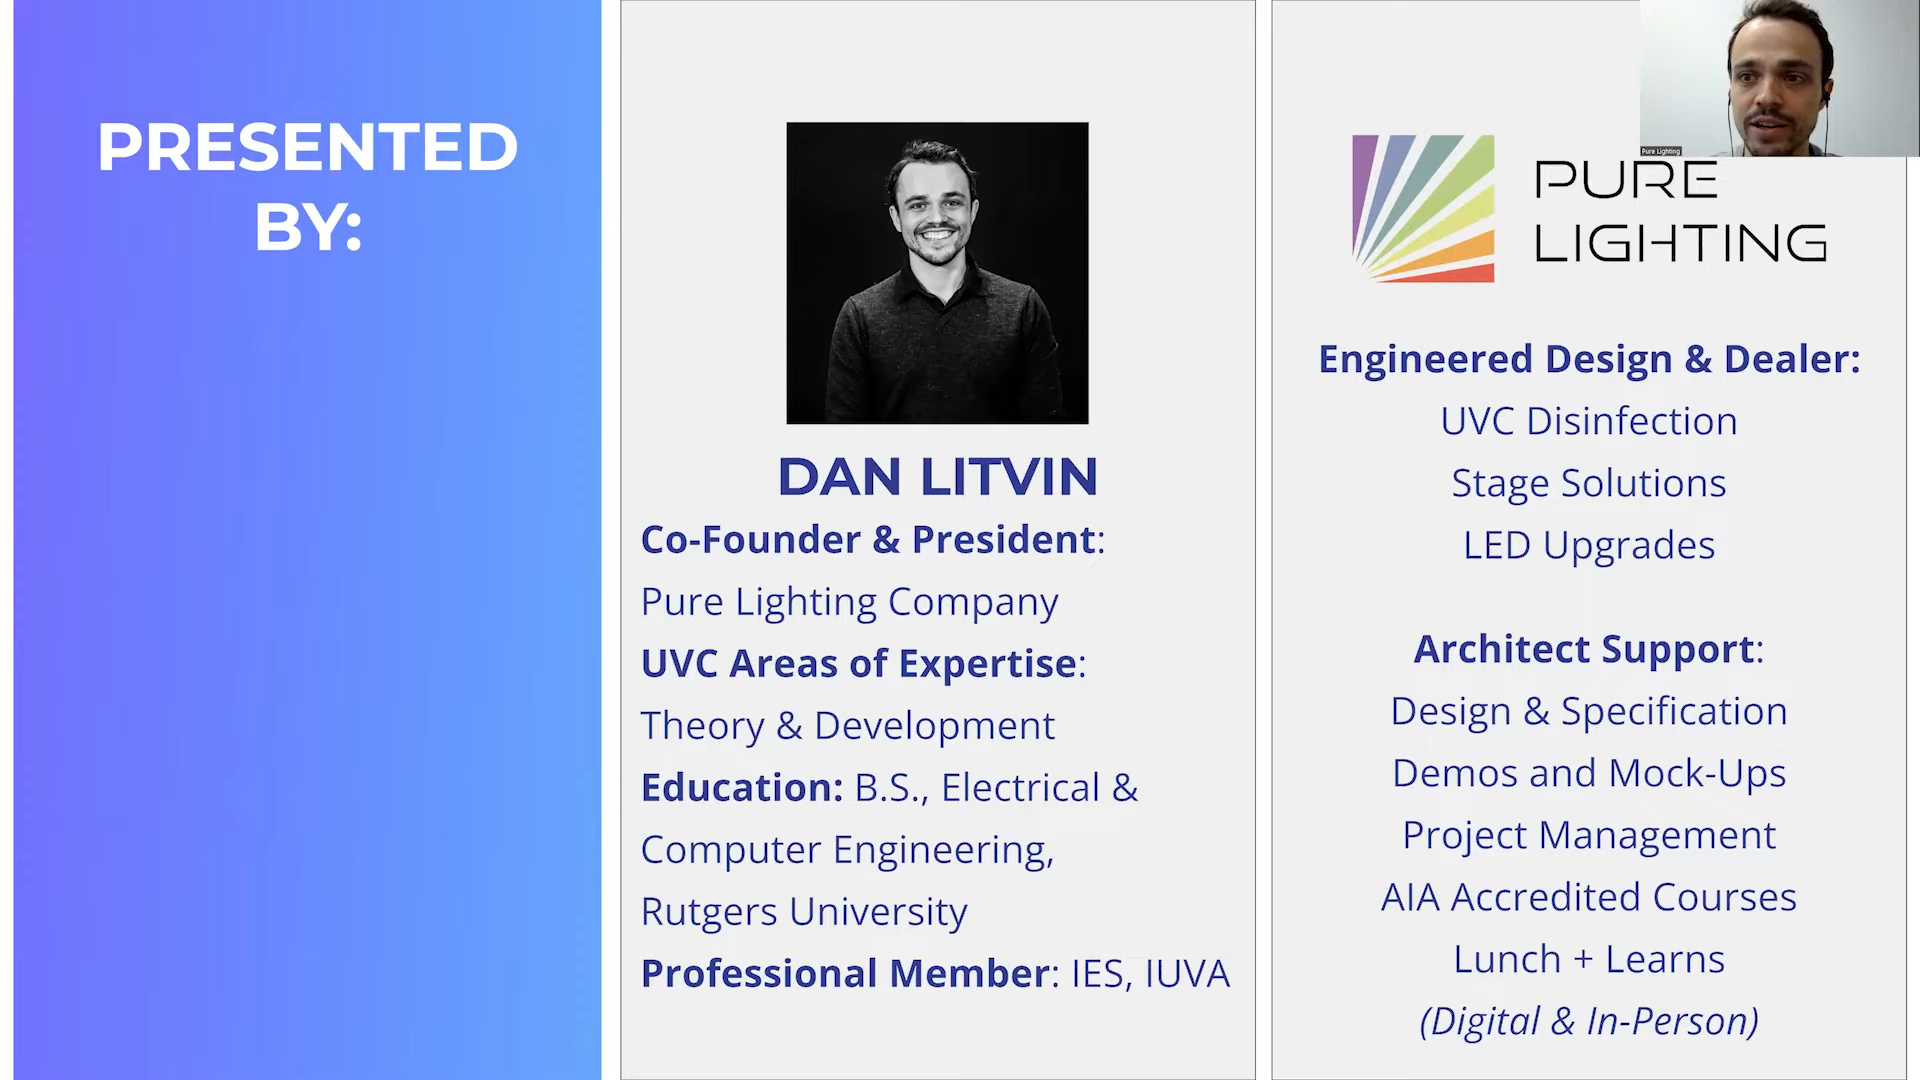 PRESENTED
BY:
DAN LITVIN
Co-Founder & President:
Pure Lighting Company
UVC Areas of Expertise:
Theory & Development
Education: B.S., Electrical &
Computer Engineering,
Rutgers University
Professional Member: IES, IUVA
Pure Lighting
PURE
LIGHTING
Engineered Design & Dealer:
UVC Disinfection
Stage Solutions
LED Upgrades
Architect Support:
Design & Specification
Demos and Mock-Ups
Project Management
AIA Accredited Courses
Lunch + Learns
(Digital & In-Person)